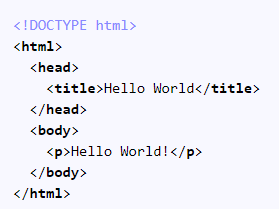 <!DOCTYPE html>
<html>
  <head>
    <title>Hello World</title>
  </head>
  <body>
    <p>Hello World!</p>
  </body>
</html>